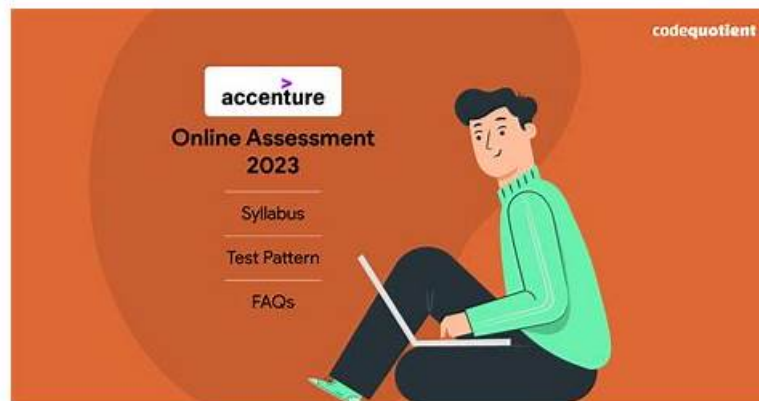 codequotient
accenture
Online Assessment
2023
Syllabus
Test Pattern
FAQs